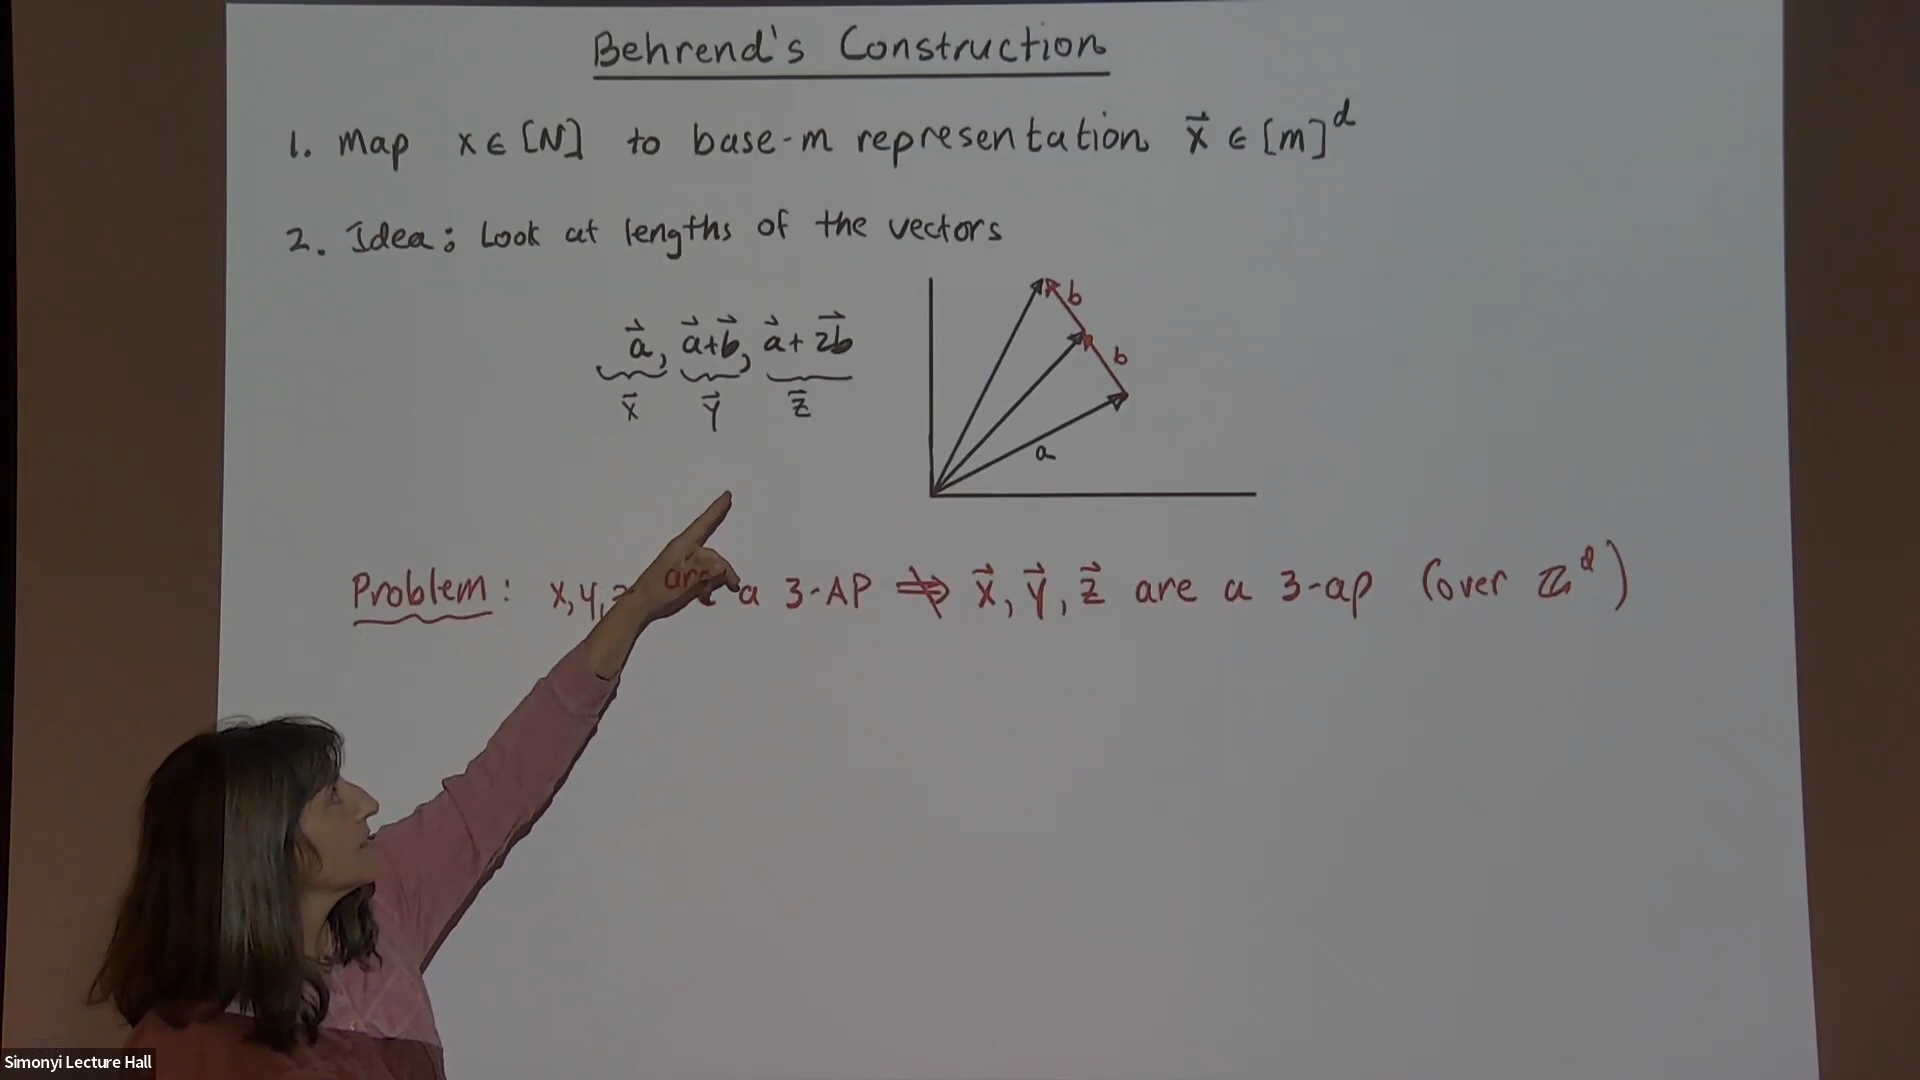 Behrend's Construction
1. Map x ∈ [N] to base-m representation x⃗ ∈ [m]^d
2. Idea: Look at lengths of the vectors
a⃗, a⃗+b⃗, a⃗+2b⃗
x⃗ y⃗ z⃗
b
b
a
Problem: x,y,z are a 3-AP ⇏ x⃗, y⃗, z⃗ are a 3-ap (over ℤ^d)
Simonyi Lecture Hall